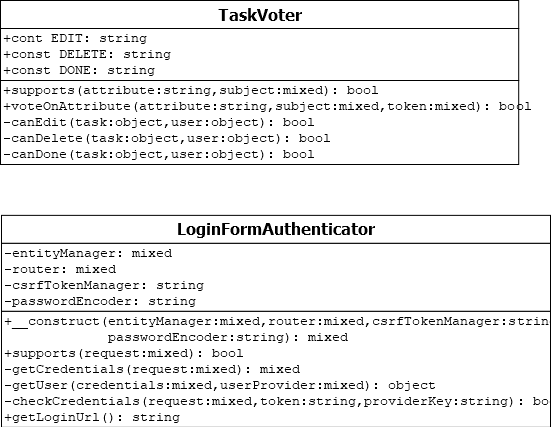 TaskVoter
+cont EDIT: string
+const DELETE: string
+const DONE: string
+supports(attribute:string,subject:mixed): bool
+voteOnAttribute(attribute:string,subject:mixed,token:mixed): bool
-canEdit(task:object,user:object): bool
-canDelete(task:object,user:object): bool
-canDone(task:object,user:object): bool
LoginFormAuthenticator
-entityManager: mixed
-router: mixed
-csrfTokenManager: string
-passwordEncoder: string
+__construct(entityManager:mixed,router:mixed,csrfTokenManager:strin
passwordEncoder:string): mixed
+supports(request:mixed): bool
-getCredentials(request:mixed): mixed
-getUser(credentials:mixed,userProvider:mixed): object
-checkCredentials(request:mixed,token:string,providerKey:string): bo
+getLoginUrl(): string